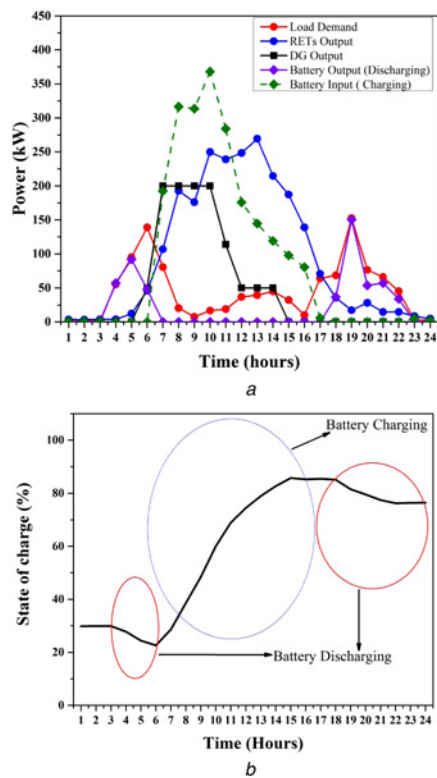 450
400
350
300
250
200
150
100
50
0
Power (kW)
Load Demand
RETs Output
DG Output
Battery Output (Discharging)
Battery Input ( Charging)
1 2 3 4 5 6 7 8 9 10 11 12 13 14 15 16 17 18 19 20 21 22 23 24
Time (hours)
a
100
80
60
40
20
0
State of charge (%)
Battery Charging
Battery Discharging
1 2 3 4 5 6 7 8 9 10 11 12 13 14 15 16 17 18 19 20 21 22 23 24
Time (Hours)
b